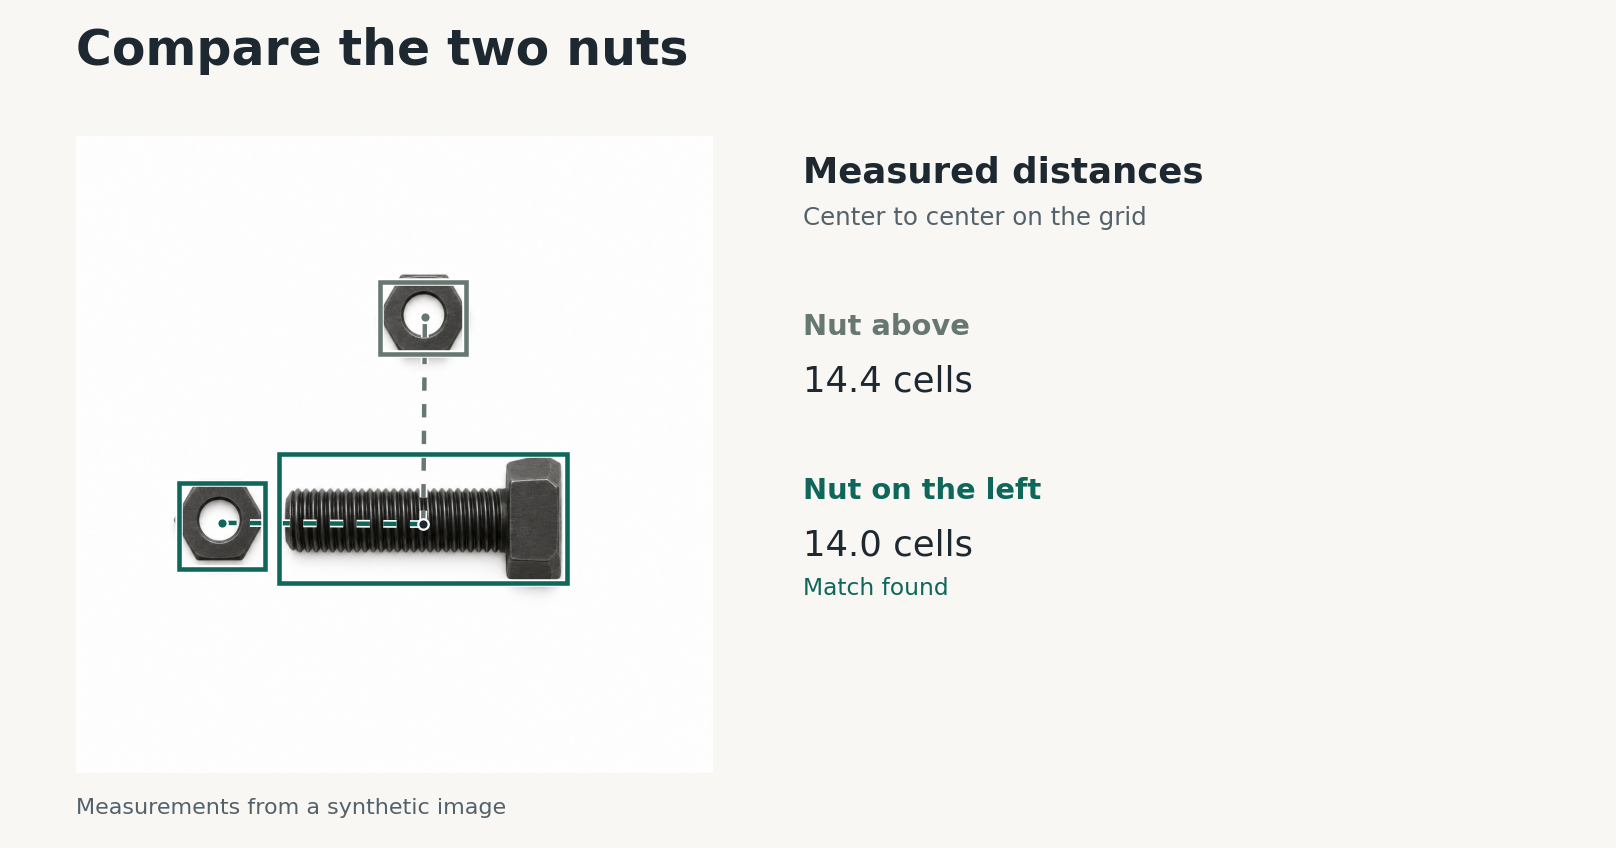 Compare the two nuts
Measured distances
Center to center on the grid
Nut above
14.4 cells
Nut on the left
14.0 cells
Match found
Measurements from a synthetic image